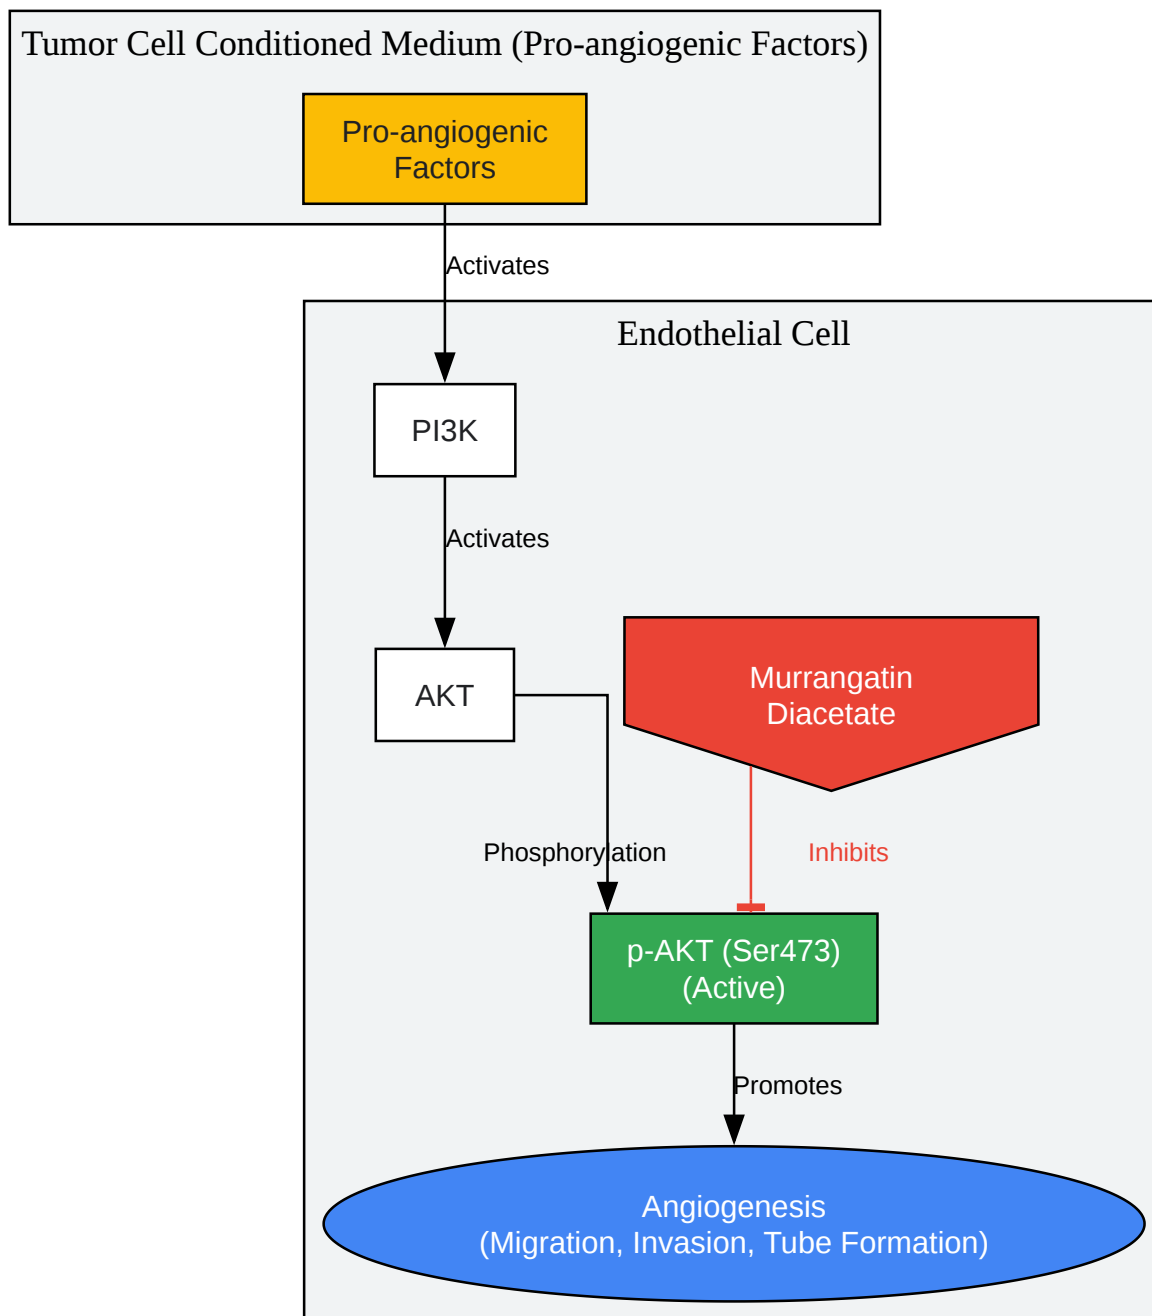 Tumor Cell Conditioned Medium (Pro-angiogenic Factors)
Pro-angiogenic
Factors
Activates
Endothelial Cell
PI3K
Activates
AKT
Murrangatin
Diacetate
Phosphorylation
Inhibits
p-AKT (Ser473)
(Active)
Promotes
Angiogenesis
(Migration, Invasion, Tube Formation)